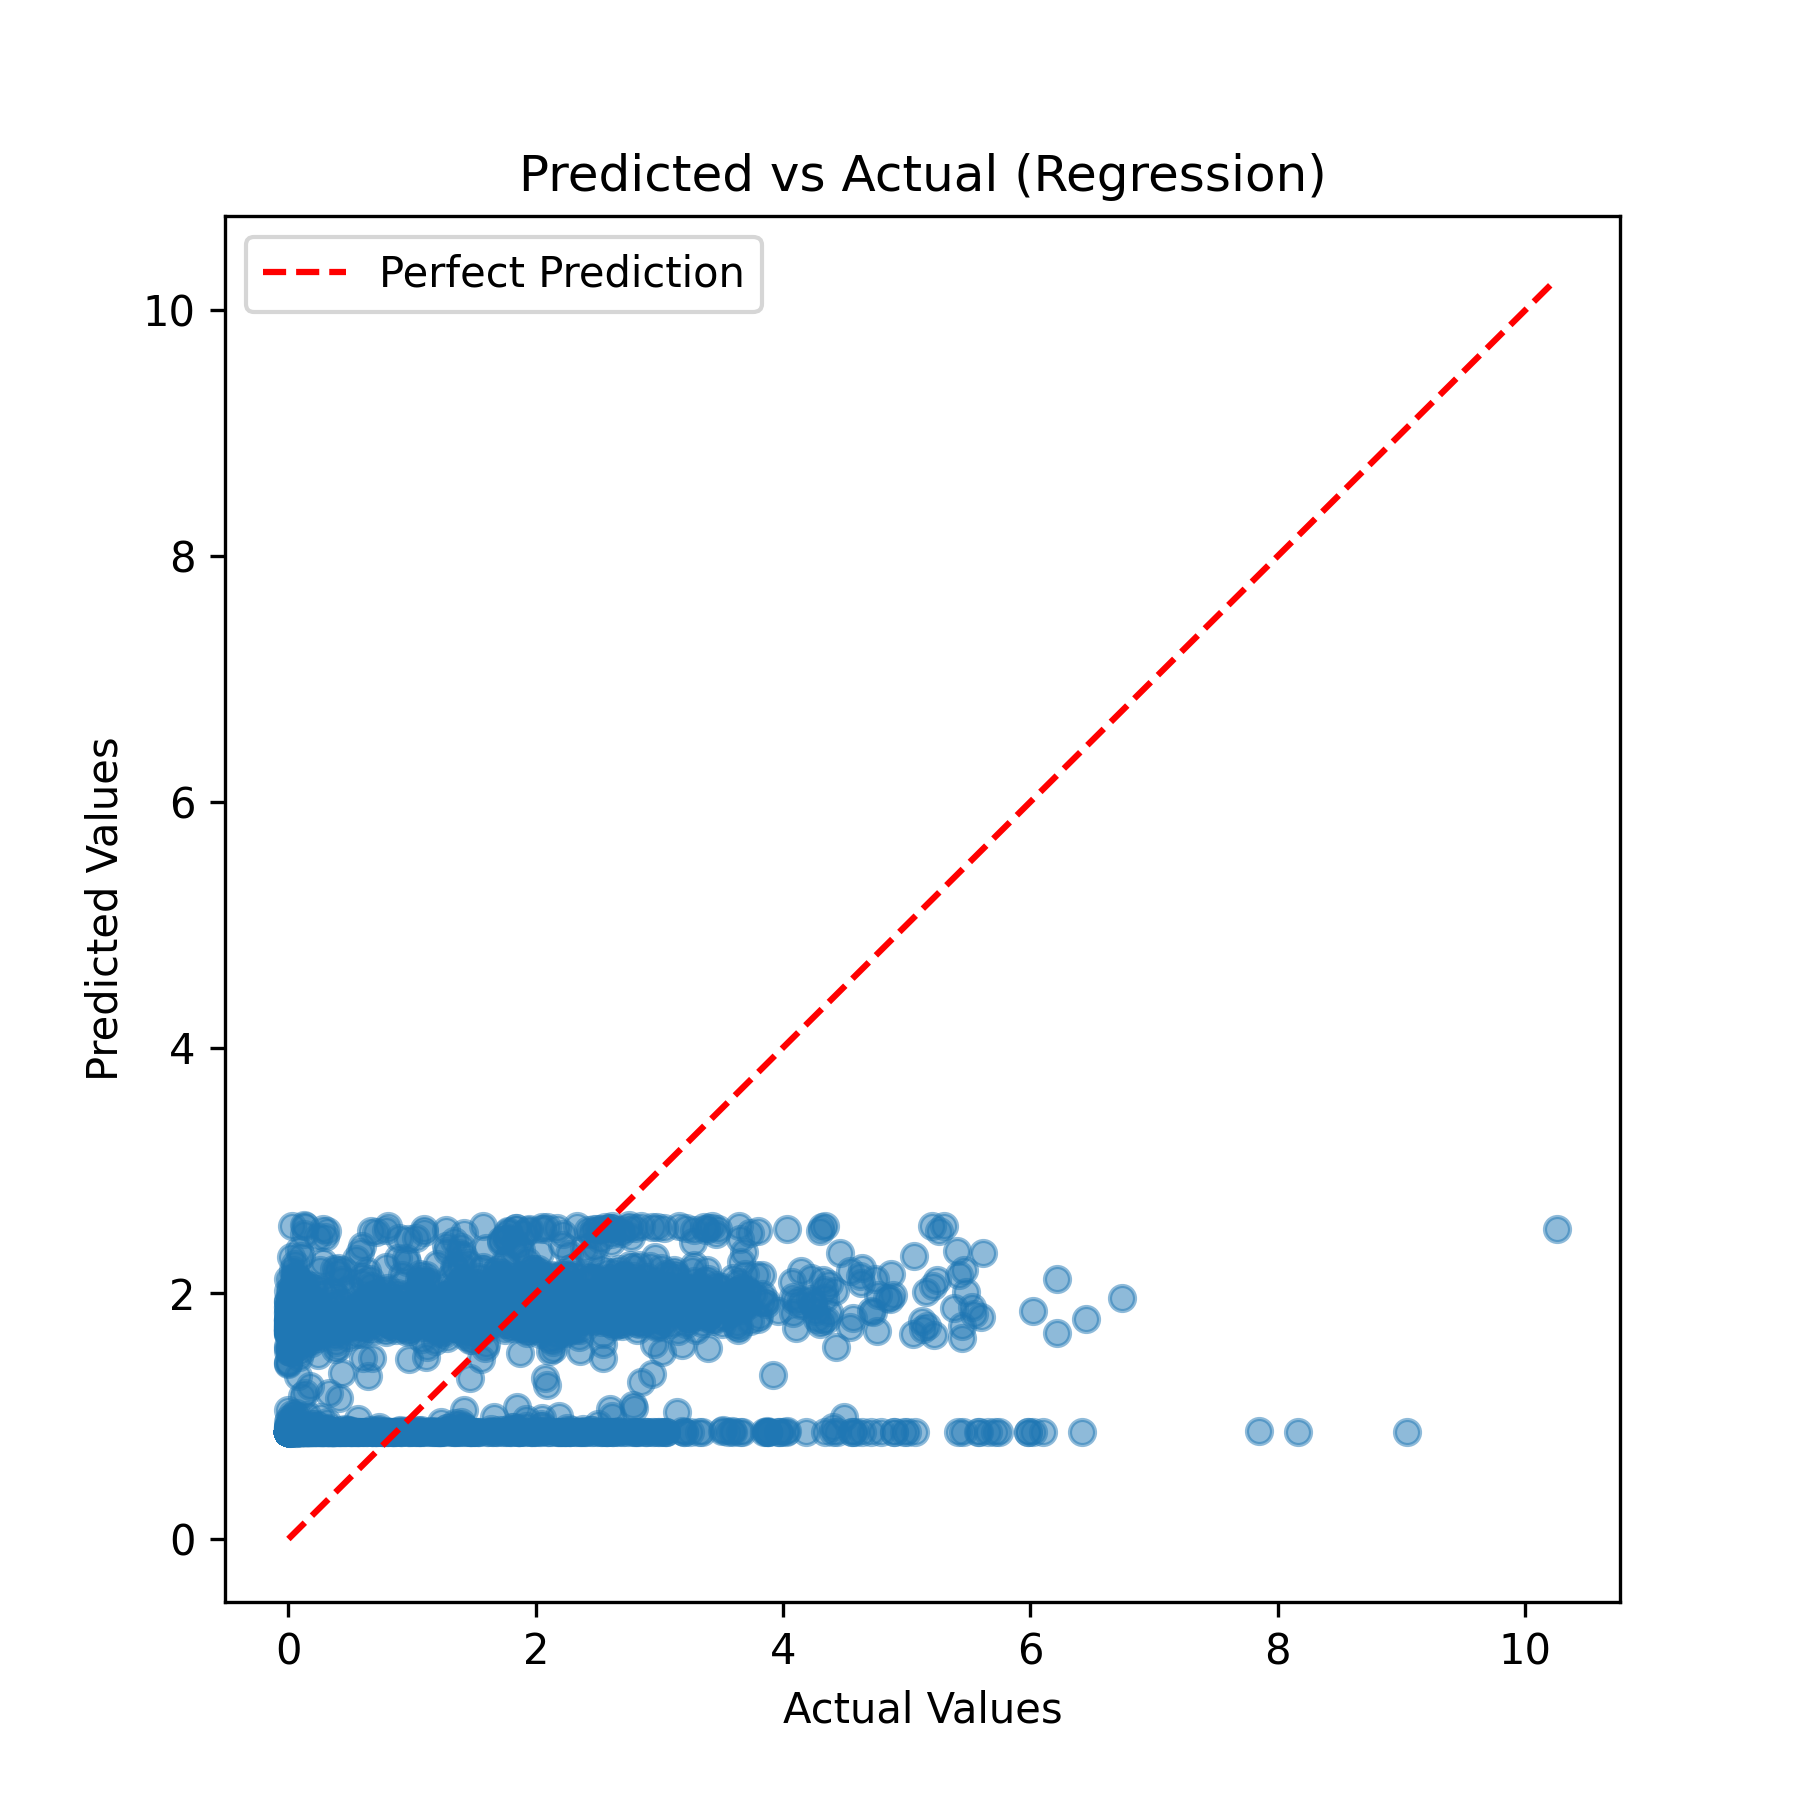 Predicted vs Actual (Regression)
Perfect Prediction
10
8
6
4
2
0
Predicted Values
0 2 4 6 8 10
Actual Values